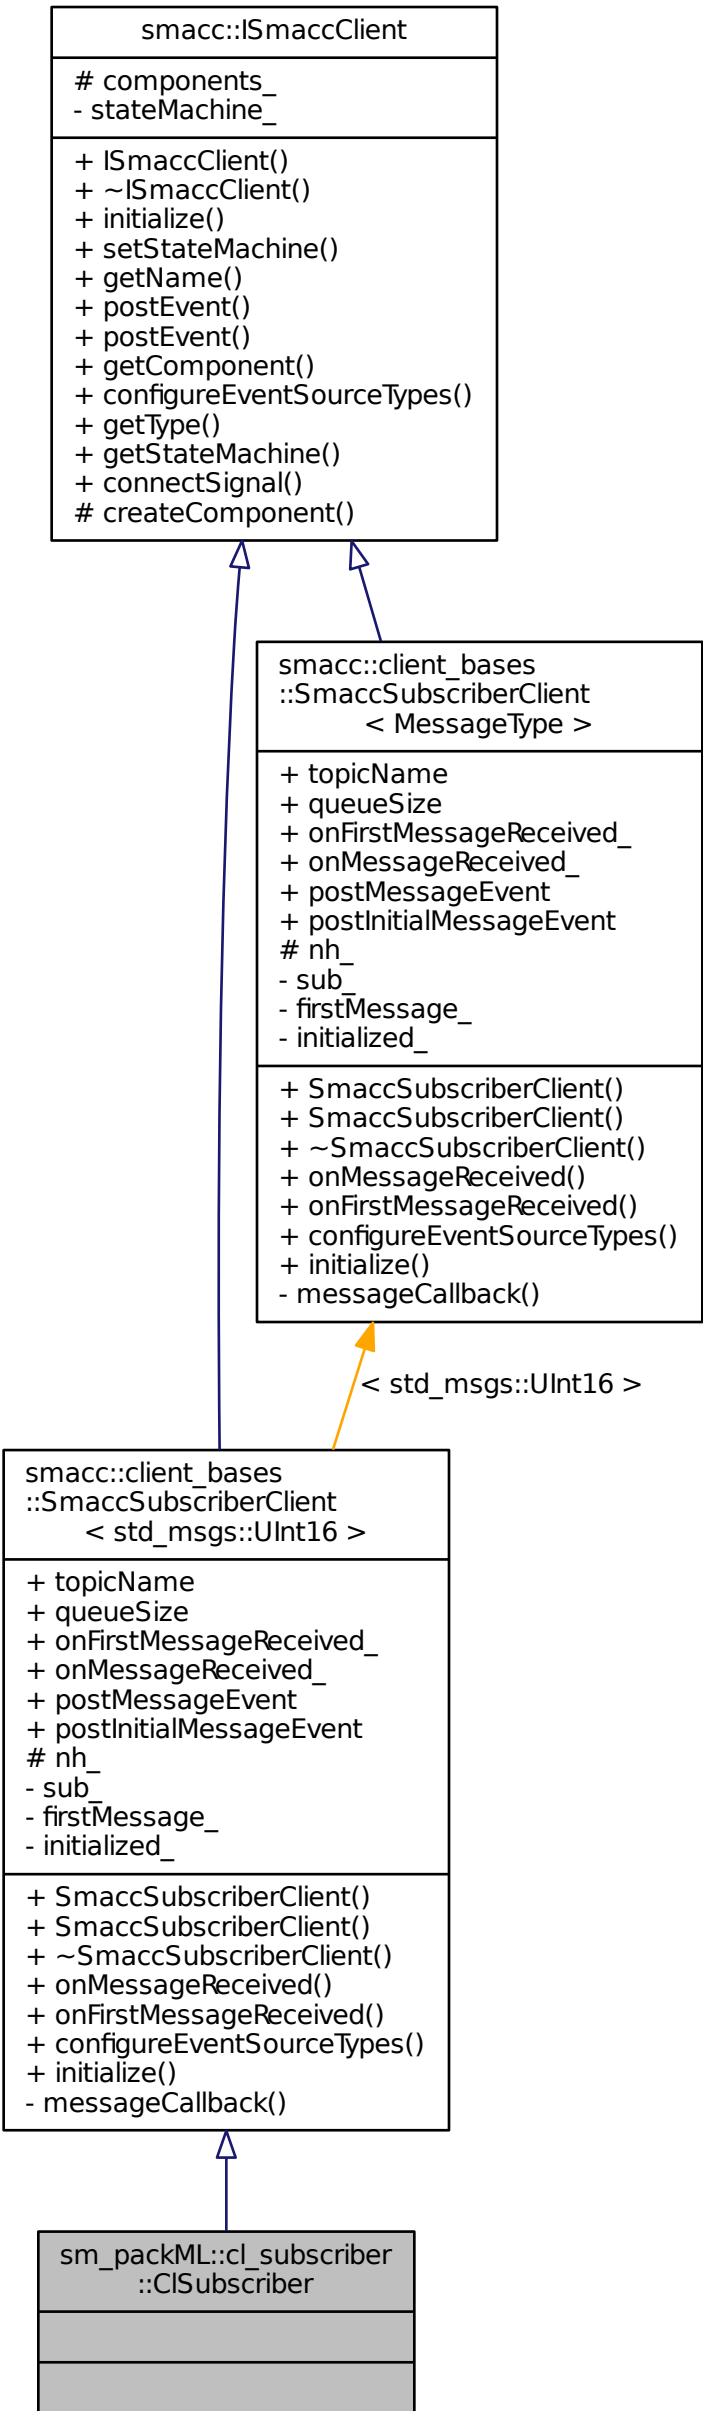 smacc::ISmaccClient
# components_
- stateMachine_
+ ISmaccClient()
+ ~ISmaccClient()
+ initialize()
+ setStateMachine()
+ getName()
+ postEvent()
+ postEvent()
+ getComponent()
+ configureEventSourceTypes()
+ getType()
+ getStateMachine()
+ connectSignal()
# createComponent()
smacc::client_bases
::SmaccSubscriberClient
< MessageType >
+ topicName
+ queueSize
+ onFirstMessageReceived_
+ onMessageReceived_
+ postMessageEvent
+ postInitialMessageEvent
# nh_
- sub_
- firstMessage_
- initialized_
+ SmaccSubscriberClient()
+ SmaccSubscriberClient()
+ ~SmaccSubscriberClient()
+ onMessageReceived()
+ onFirstMessageReceived()
+ configureEventSourceTypes()
+ initialize()
- messageCallback()
< std_msgs::UInt16 >
smacc::client_bases
::SmaccSubscriberClient
< std_msgs::UInt16 >
+ topicName
+ queueSize
+ onFirstMessageReceived_
+ onMessageReceived_
+ postMessageEvent
+ postInitialMessageEvent
# nh_
- sub_
- firstMessage_
- initialized_
+ SmaccSubscriberClient()
+ SmaccSubscriberClient()
+ ~SmaccSubscriberClient()
+ onMessageReceived()
+ onFirstMessageReceived()
+ configureEventSourceTypes()
+ initialize()
- messageCallback()
sm_packML::cl_subscriber
::ClSubscriber